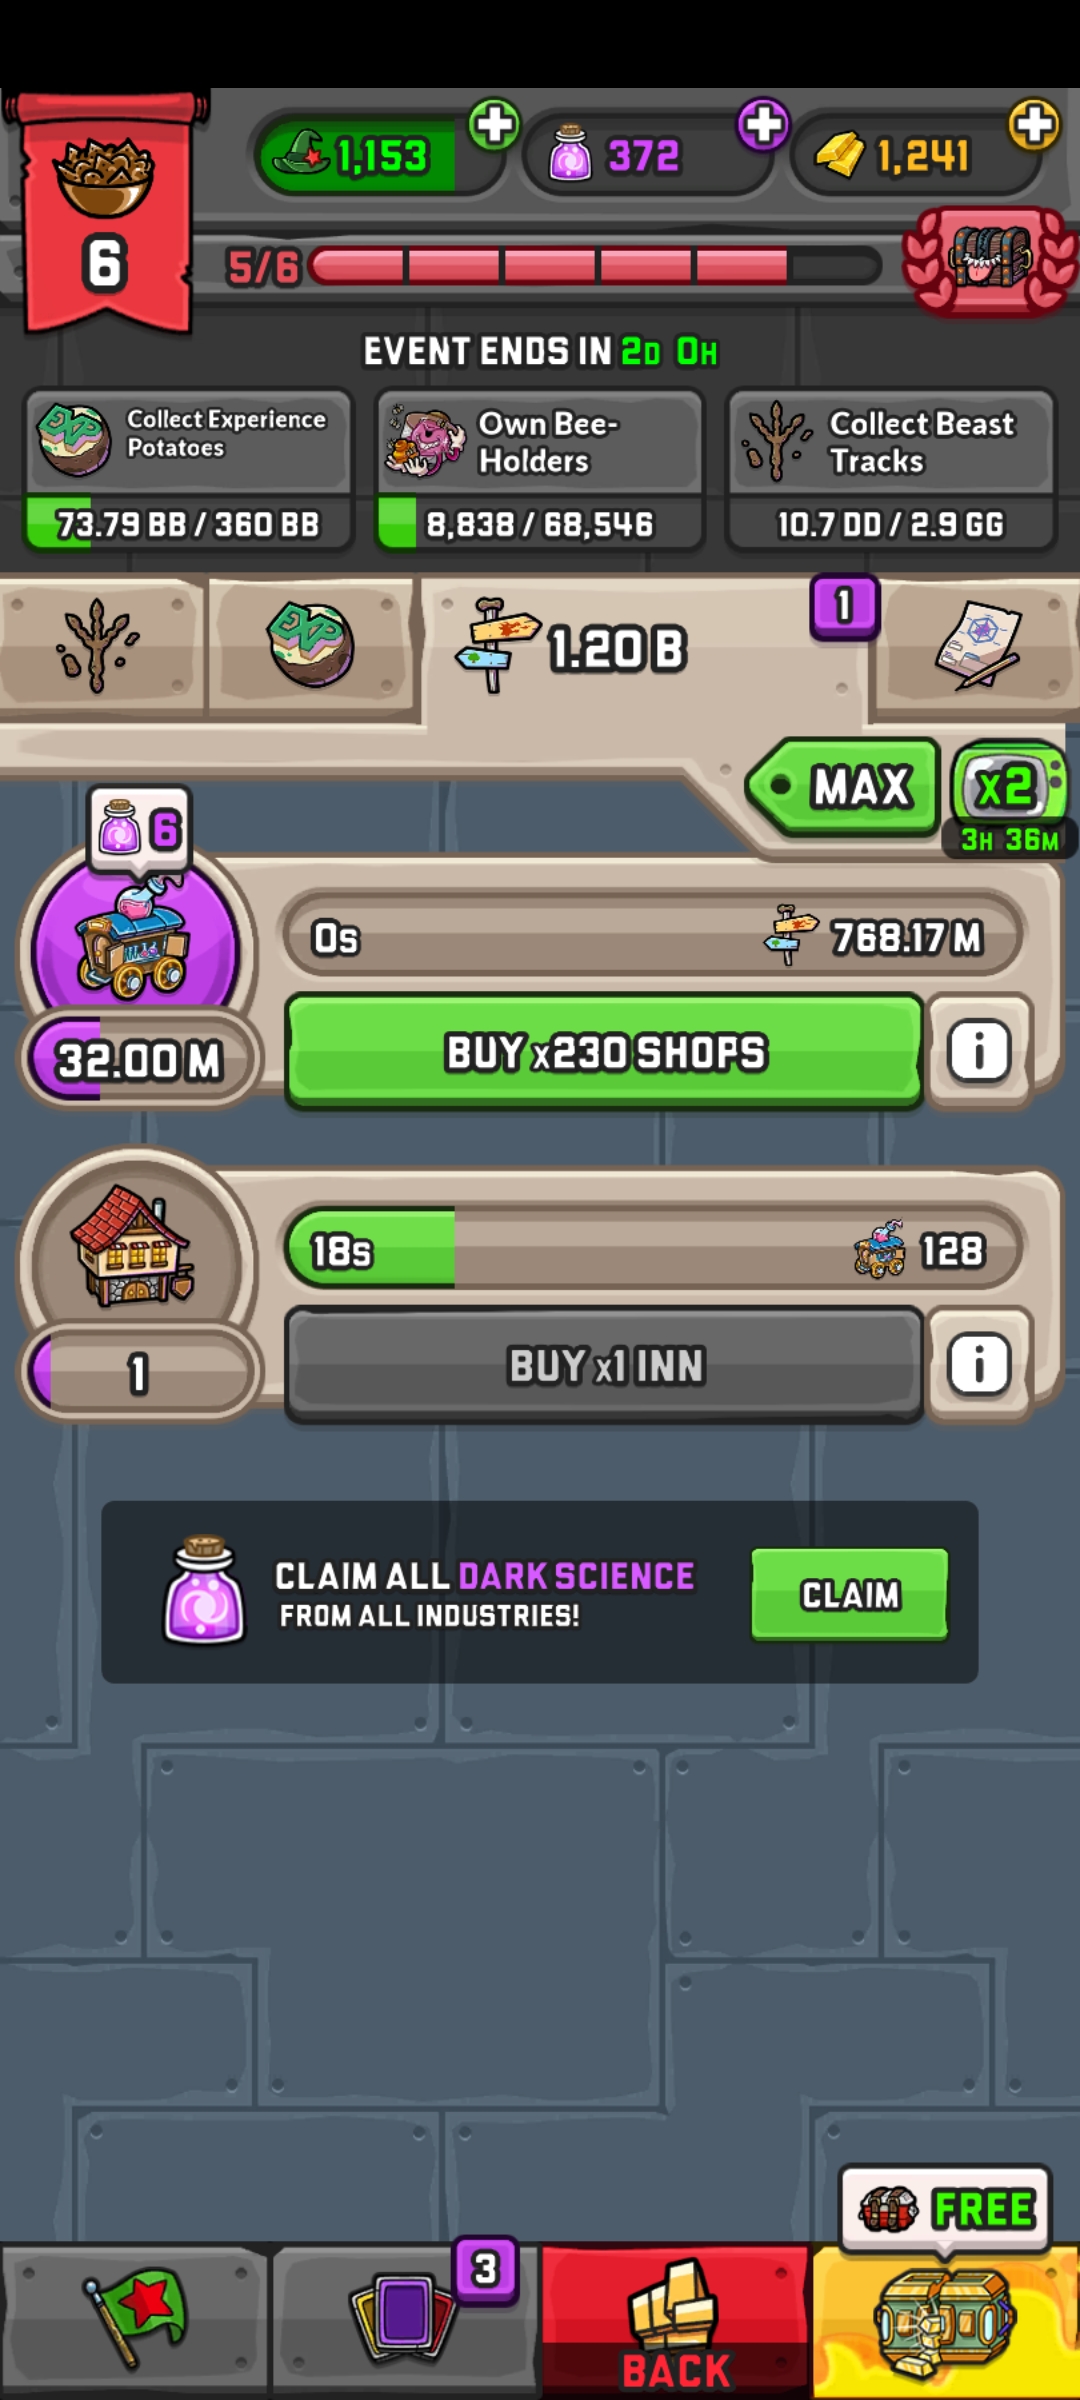 6
1,153
372
1,241
5/6
EVENT ENDS IN 2D 0H
Collect Experience
Potatoes
73.79 BB / 360 BB
Own Bee-
Holders
8,838 / 68,546
Collect Beast
Tracks
10.7 DD / 2.9 GG
EXP
1.20 B
1
MAX
x2
3H 36M
6
0s
768.17 M
32.00 M
BUY x230 SHOPS
i
18s
128
1
BUY x1 INN
i
CLAIM ALL DARK SCIENCE
FROM ALL INDUSTRIES!
CLAIM
FREE
3
BACK